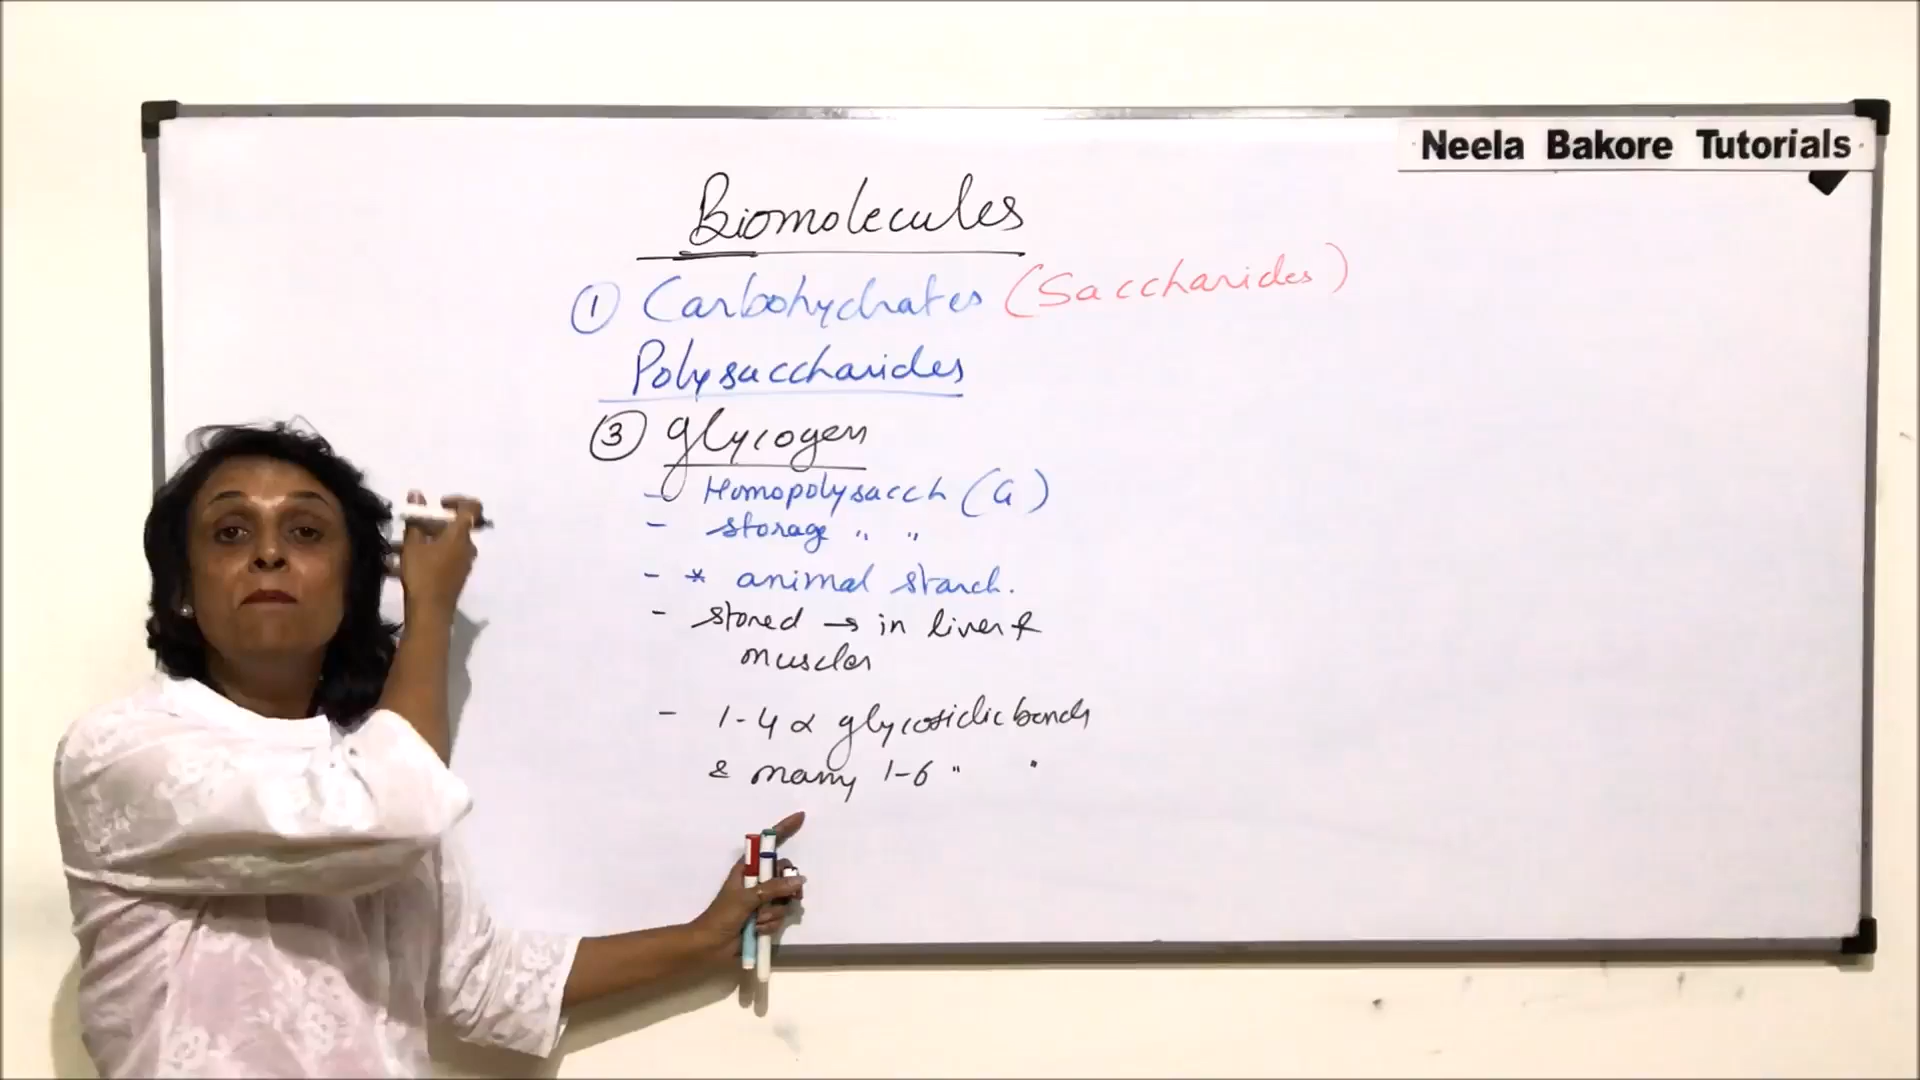 Neela Bakore Tutorials
Biomolecules
① Carbohydrates (Saccharides)
Polysaccharides
③ glycogen
- Homopolysacch (G)
- storage " "
- * animal starch.
- stored → in liver &
muscles
- 1-4 α glycosidic bonds
& many 1-6 " "